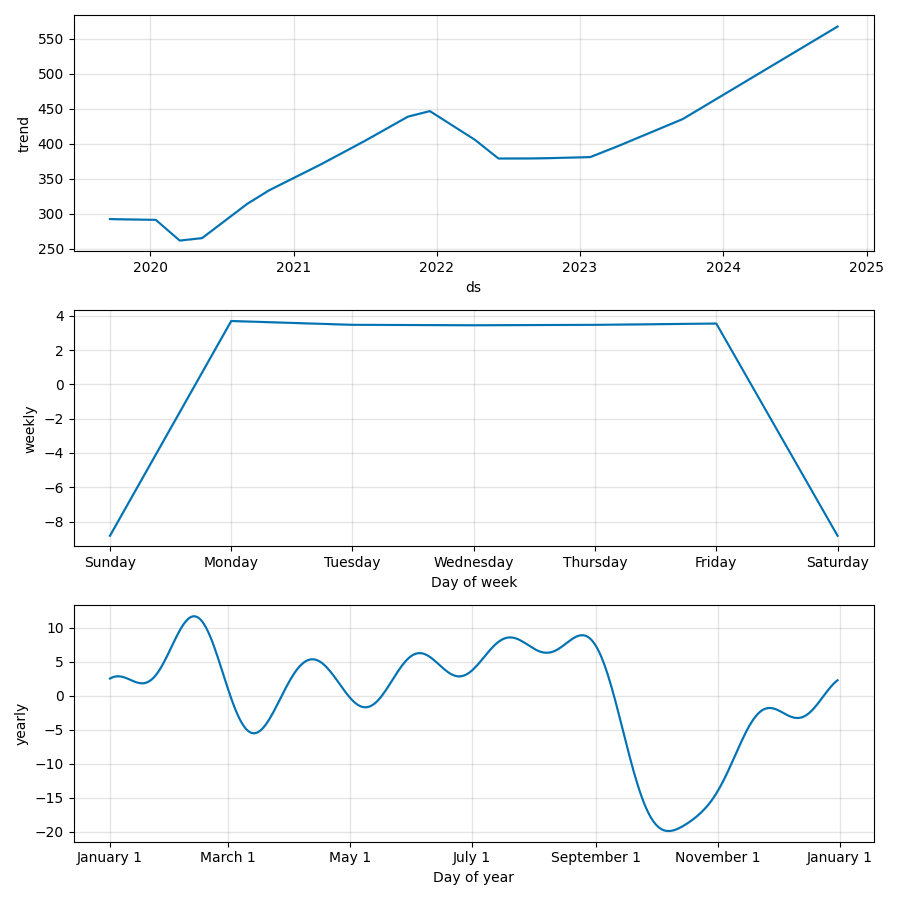 550
500
450
400
350
300
250
trend
2020 2021 2022 2023 2024 2025
ds
4
2
0
−2
−4
−6
−8
weekly
Sunday Monday Tuesday Wednesday Thursday Friday Saturday
Day of week
10
5
0
−5
−10
−15
−20
yearly
January 1 March 1 May 1 July 1 September 1 November 1 January 1
Day of year